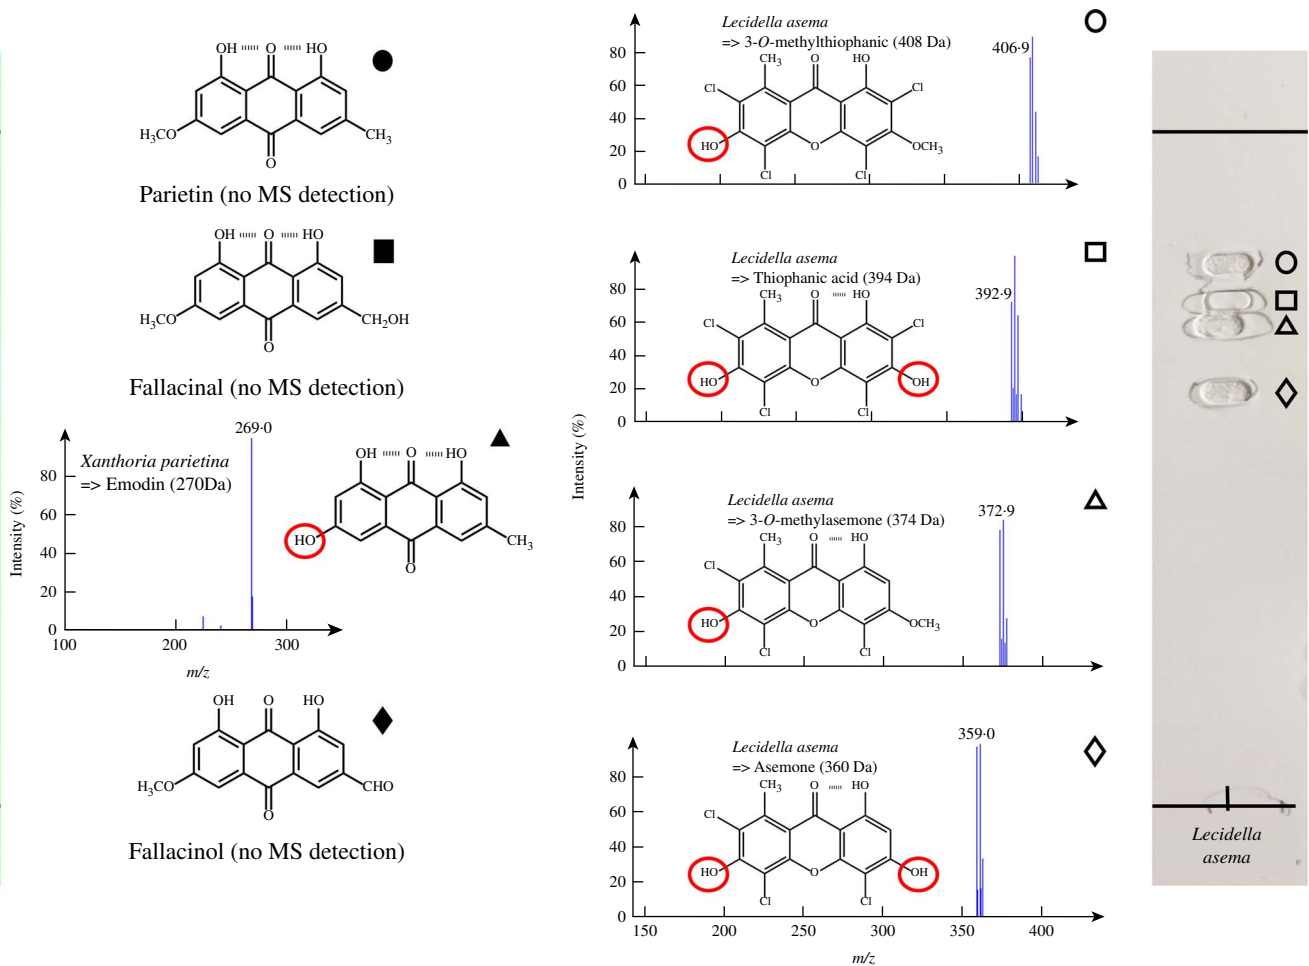 OH O HO
H₃CO CH₃
O
Parietin (no MS detection)
OH O HO
H₃CO CH₂OH
O
Fallacinal (no MS detection)
269·0
Xanthoria parietina
=> Emodin (270Da)
Intensity (%)
80
60
40
20
0
100 200 300
m/z
OH O HO
HO CH₃
O
OH O HO
H₃CO CHO
O
Fallacinol (no MS detection)
Intensity (%)
Lecidella asema
=> 3-O-methylthiophanic (408 Da)
406·9
80
60
40
20
0
CH₃ O HO
Cl Cl
HO O OCH₃
Cl Cl
Lecidella asema
=> Thiophanic acid (394 Da)
392·9
80
60
40
20
0
CH₃ O HO
Cl Cl
HO O OH
Cl Cl
Lecidella asema
=> 3-O-methylasemone (374 Da)
372·9
80
60
40
20
0
CH₃ O HO
Cl
HO O OCH₃
Cl Cl
Lecidella asema
=> Asemone (360 Da)
359·0
80
60
40
20
0
CH₃ O HO
Cl
HO O OH
Cl Cl
150 200 250 300 350 400
m/z
Lecidella
asema